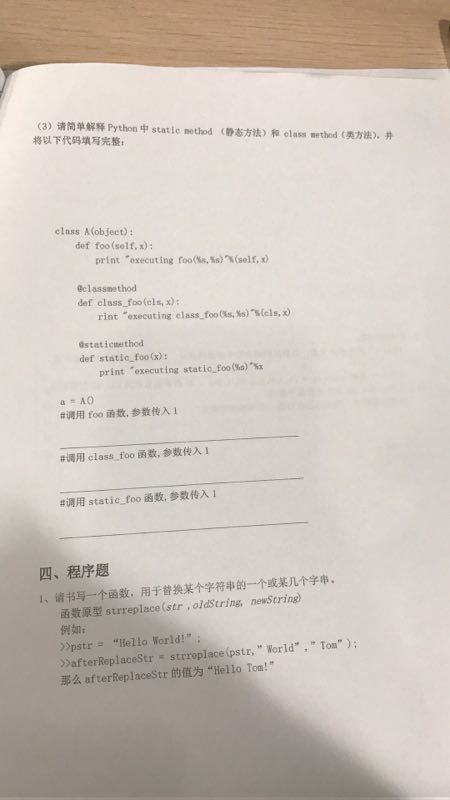 （3）请简单解释 Python 中 static method （静态方法）和 class method（类方法），并
将以下代码填写完整：
class A(object):
def foo(self,x):
print "executing foo(%s,%s)"%(self,x)
@classmethod
def class_foo(cls,x):
rint "executing class_foo(%s,%s)"%(cls,x)
@staticmethod
def static_foo(x):
print "executing static_foo(%s)"%x
a = A()
#调用 foo 函数,参数传入 1
#调用 class_foo 函数,参数传入 1
#调用 static_foo 函数,参数传入 1
四、程序题
1、请书写一个函数，用于替换某个字符串的一个或某几个字串。
函数原型 strreplace(str ,oldString, newString)
例如：
>>pstr = “Hello World!”;
>>afterReplaceStr = strreplace(pstr,” World”,” Tom”);
那么 afterReplaceStr 的值为“Hello Tom!”